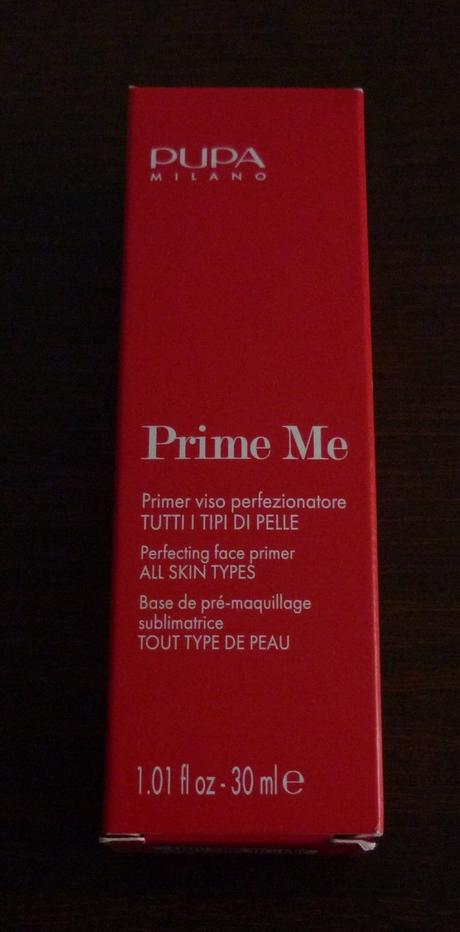 PUPA
MILANO
Prime Me
Primer viso perfezionatore
TUTTI I TIPI DI PELLE
Perfecting face primer
ALL SKIN TYPES
Base de pré-maquillage
sublimatrice
TOUT TYPE DE PEAU
1.01 fl oz - 30 ml e